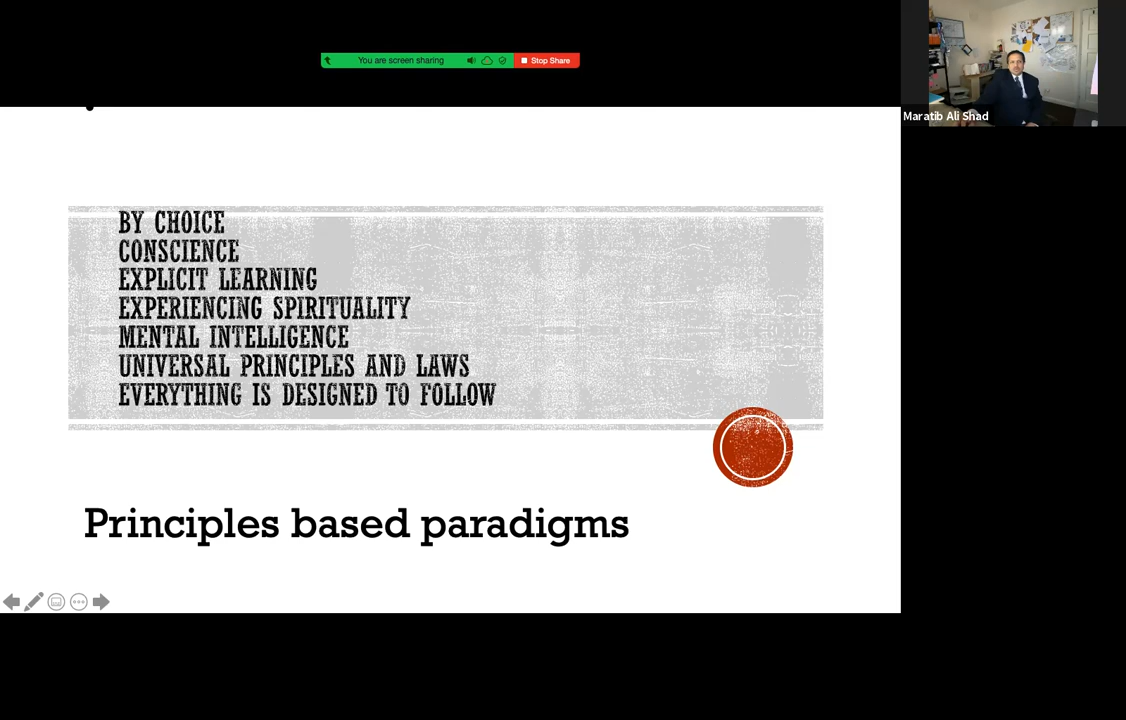 You are screen sharing
Stop Share
Maratib Ali Shad
BY CHOICE
CONSCIENCE
EXPLICIT LEARNING
EXPERIENCING SPIRITUALITY
MENTAL INTELLIGENCE
UNIVERSAL PRINCIPLES AND LAWS
EVERYTHING IS DESIGNED TO FOLLOW
Principles based paradigms